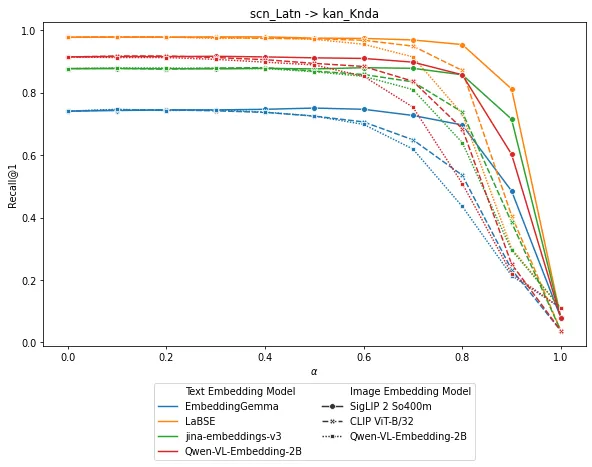 scn_Latn -> kan_Knda
Recall@1
1.0
0.8
0.6
0.4
0.2
0.0
0.0 0.2 0.4 0.6 0.8 1.0
α
Text Embedding Model
EmbeddingGemma
LaBSE
jina-embeddings-v3
Qwen-VL-Embedding-2B
Image Embedding Model
SigLIP 2 So400m
CLIP ViT-B/32
Qwen-VL-Embedding-2B